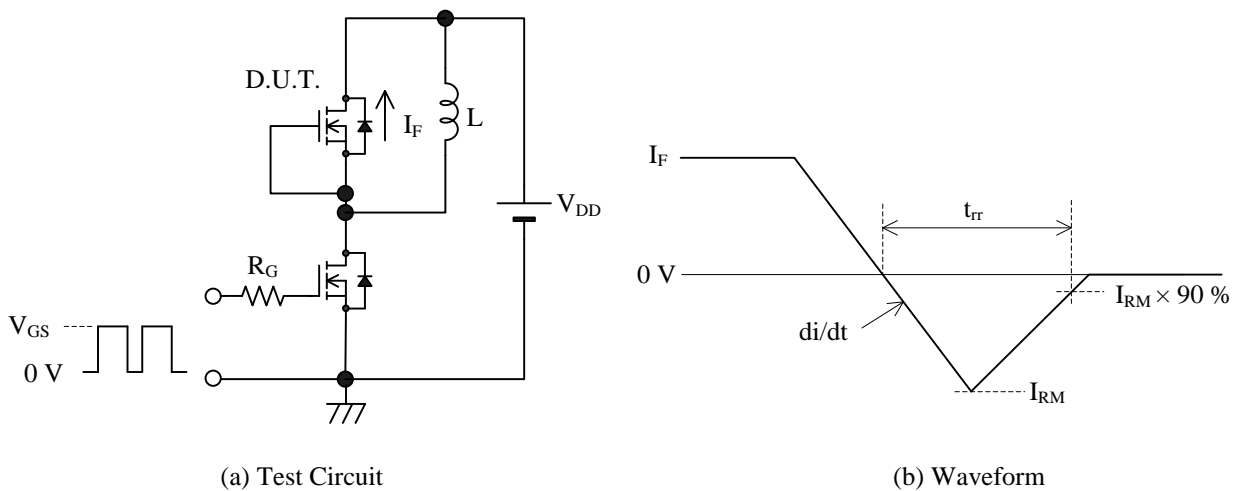 D.U.T.
I_F
L
V_DD
R_G
V_GS
0 V
(a) Test Circuit
I_F
t_rr
0 V
I_RM × 90 %
di/dt
I_RM
(b) Waveform